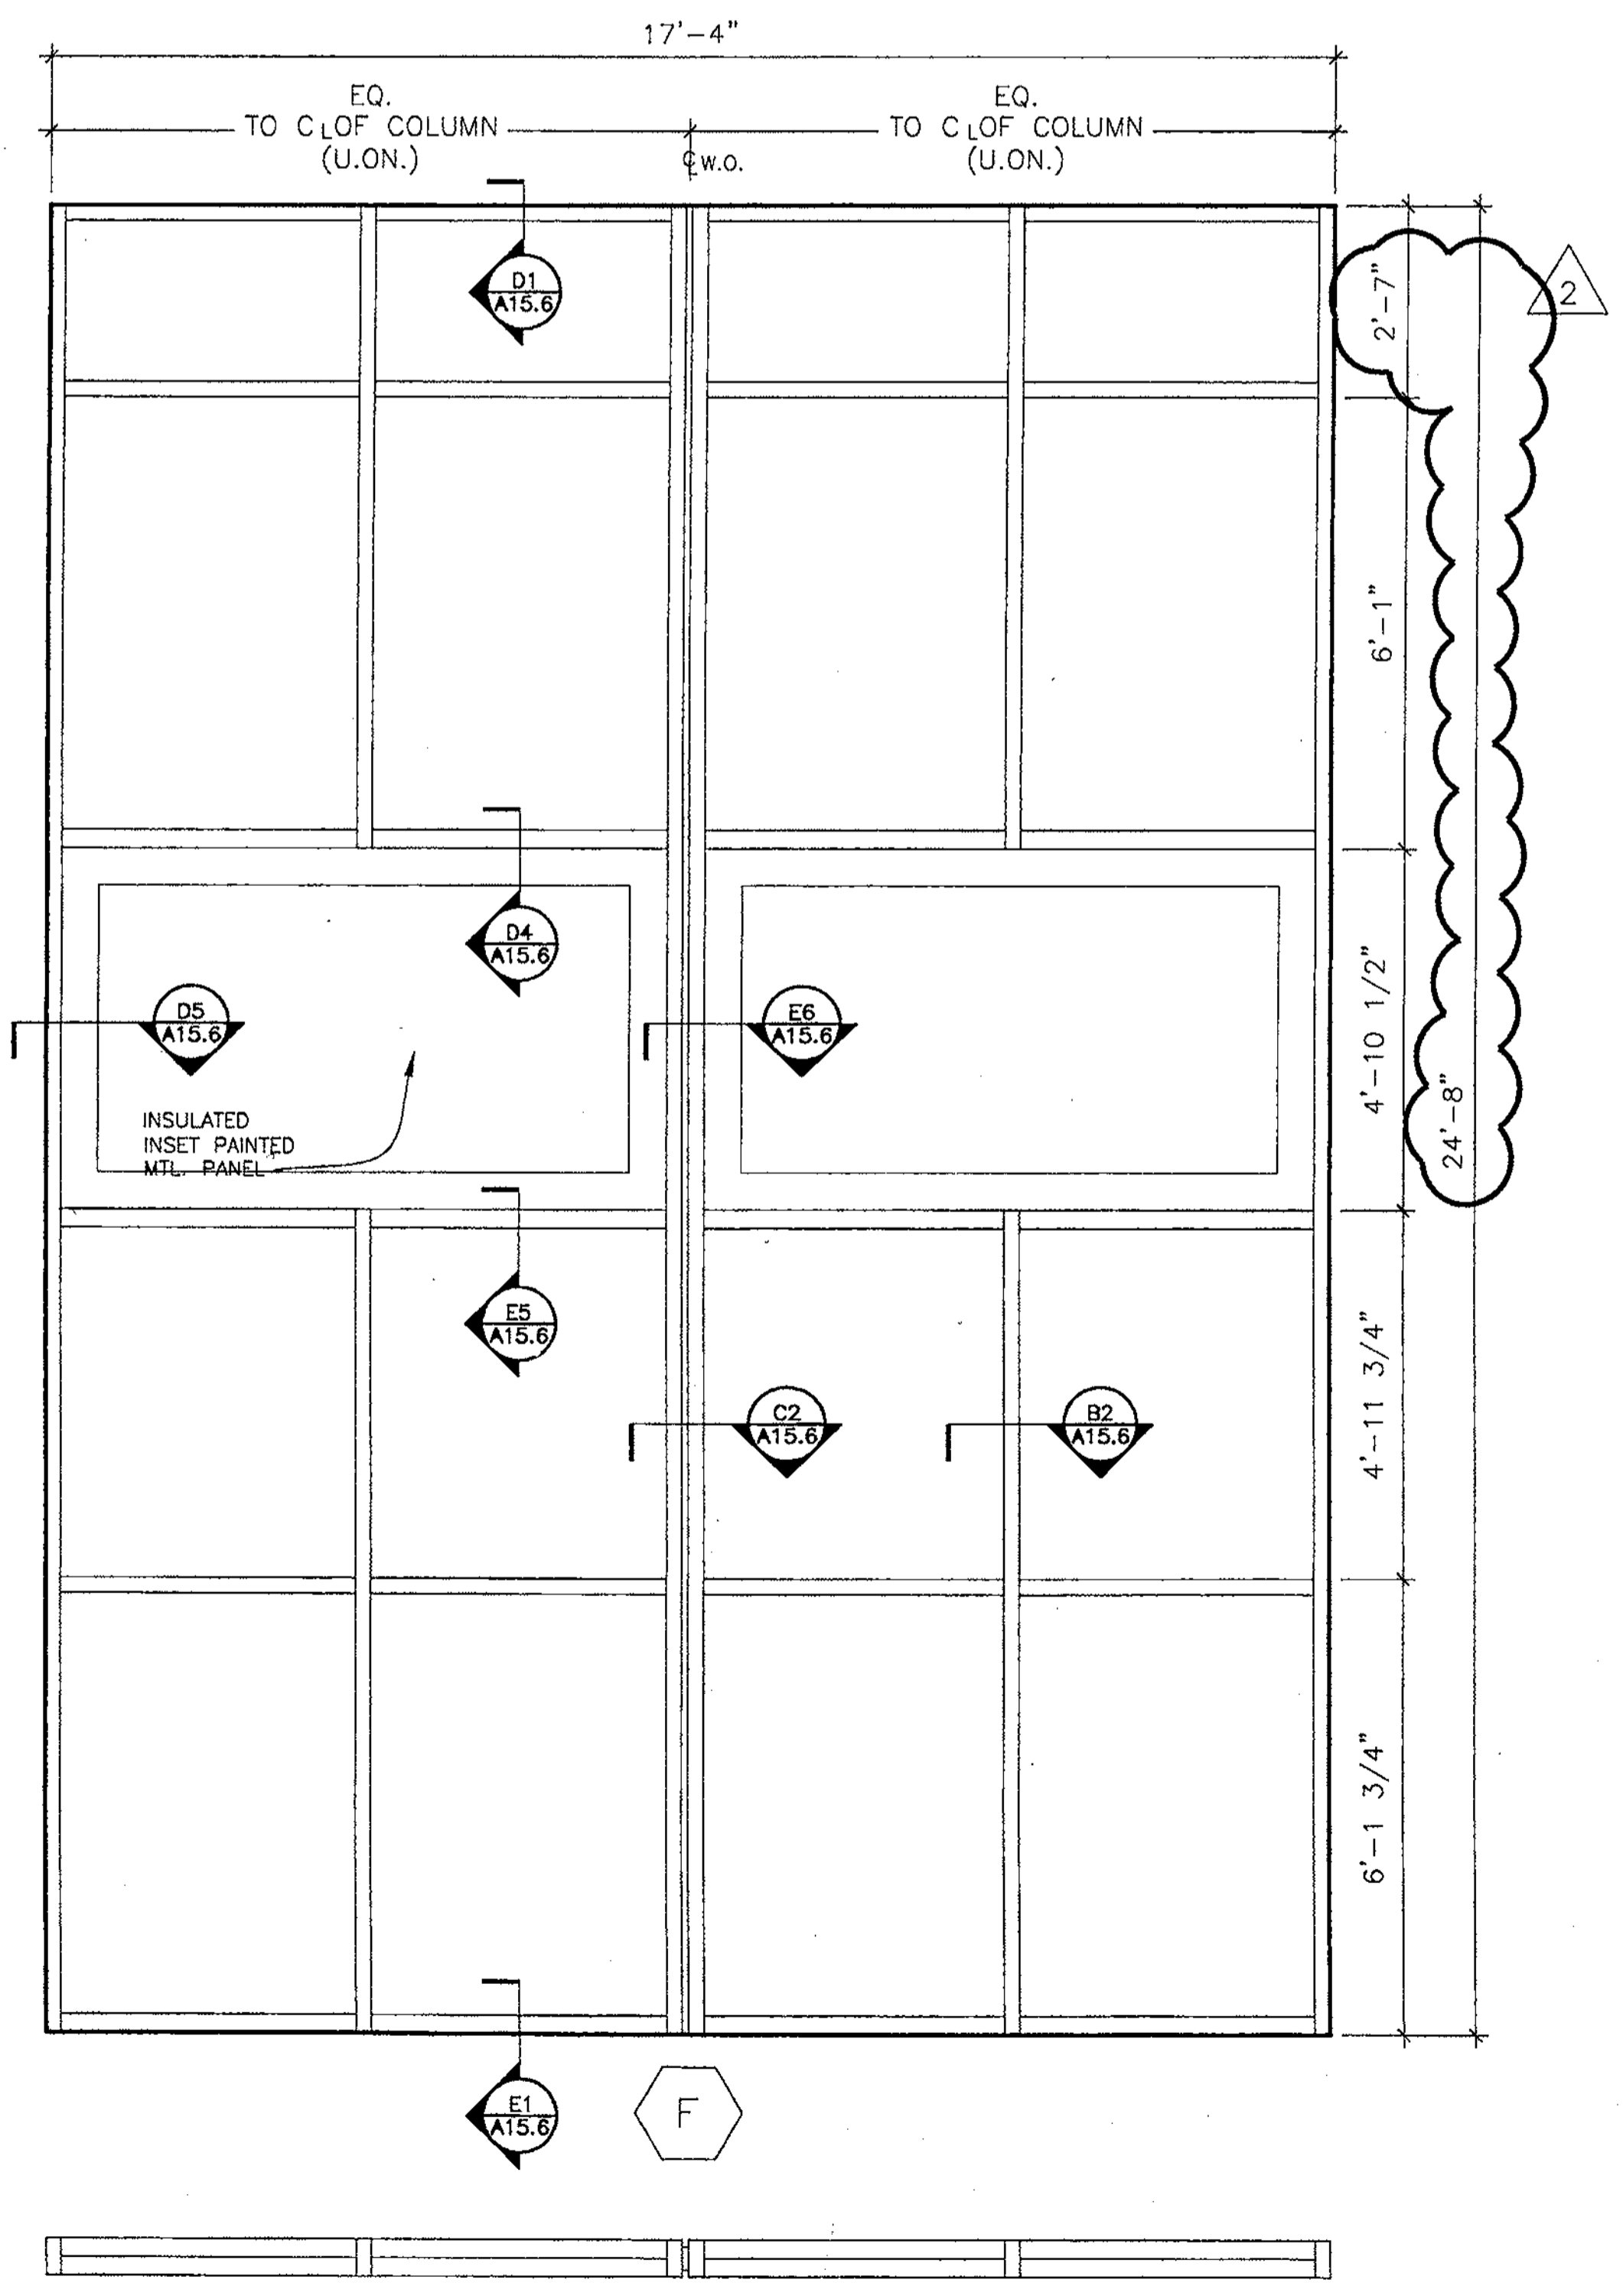 17'-4"
EQ.
TO CLOF COLUMN
(U.ON.)
EQ.
TO CLOF COLUMN
(U.ON.)
℄ W.O.
D1
A15.6
2'-7"
2
6'-1"
D4
A15.6
D5
A15.6
E6
A15.6
4'-10 1/2"
24'-8"
INSULATED
INSET PAINTED
MTL. PANEL
E5
A15.6
C2
A15.6
B2
A15.6
4'-11 3/4"
6'-1 3/4"
E1
A15.6
F